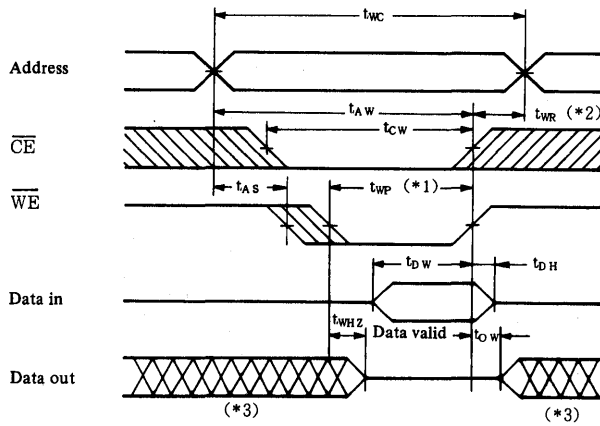 tWC
Address
tAW
tWR (*2)
tCW
CE
tAS
tWP (*1)
WE
tDW
tDH
Data in
tWHZ
Data valid
tOW
Data out
(*3)
(*3)